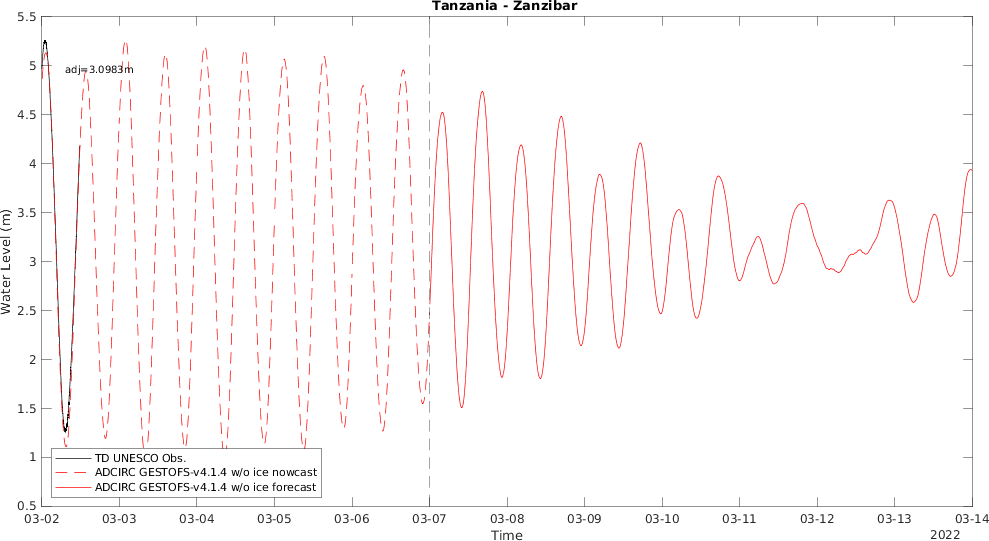 Tanzania - Zanzibar
5.5
5
4.5
4
3.5
3
2.5
2
1.5
1
0.5
Water Level (m)
adj=3.0983m
TD UNESCO Obs.
ADCIRC GESTOFS-v4.1.4 w/o ice nowcast
ADCIRC GESTOFS-v4.1.4 w/o ice forecast
03-02 03-03 03-04 03-05 03-06 03-07 03-08 03-09 03-10 03-11 03-12 03-13 03-14
Time
2022